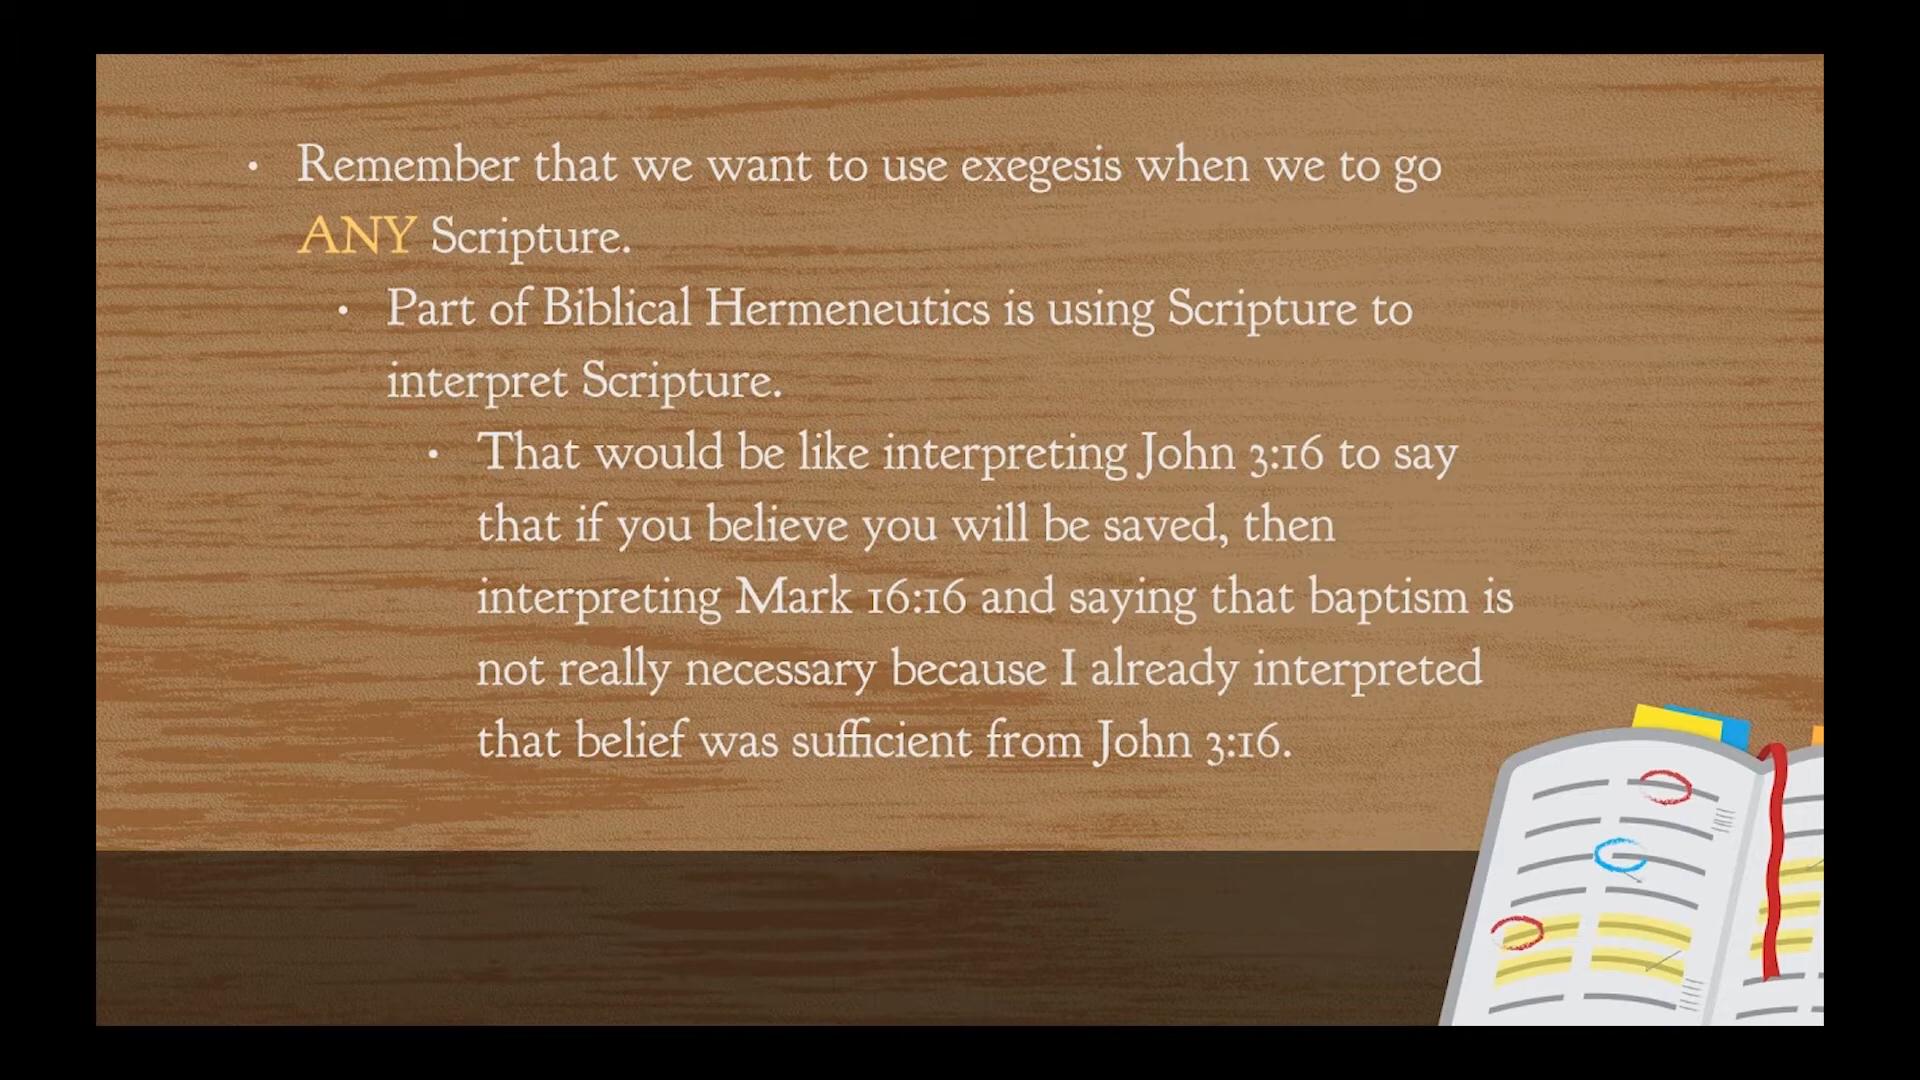 • Remember that we want to use exegesis when we to go
ANY Scripture.
• Part of Biblical Hermeneutics is using Scripture to
interpret Scripture.
• That would be like interpreting John 3:16 to say
that if you believe you will be saved, then
interpreting Mark 16:16 and saying that baptism is
not really necessary because I already interpreted
that belief was sufficient from John 3:16.